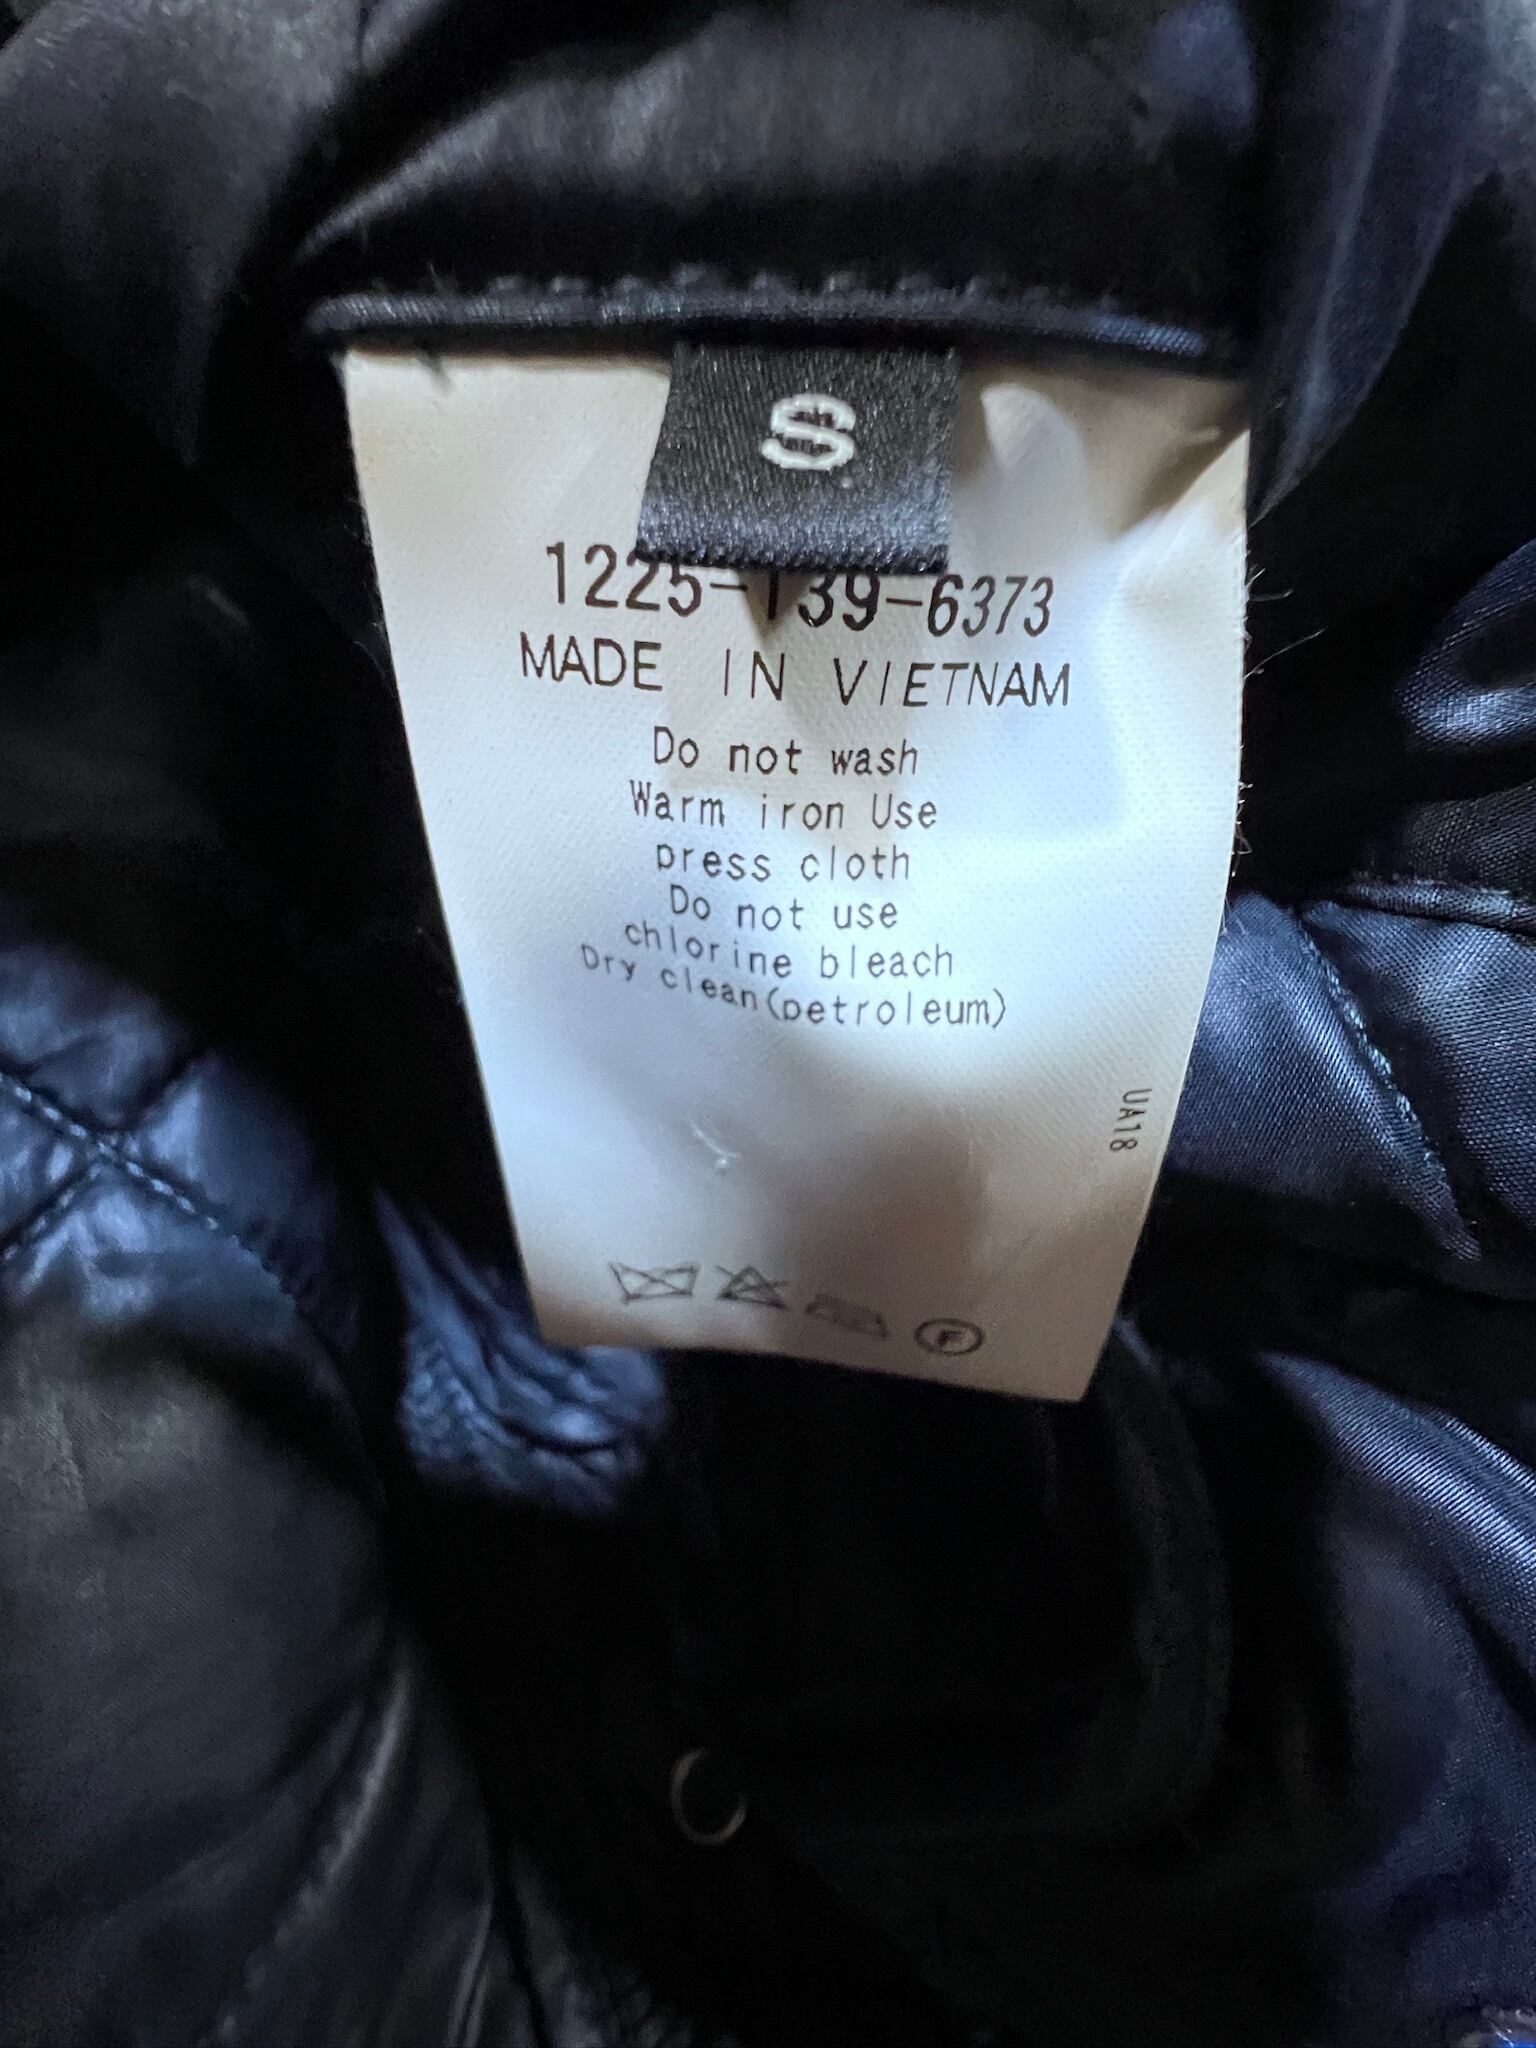 S
1225-139-6373
MADE IN VIETNAM
Do not wash
Warm iron Use
press cloth
Do not use
chlorine bleach
Dry clean(petroleum)
UA18
F